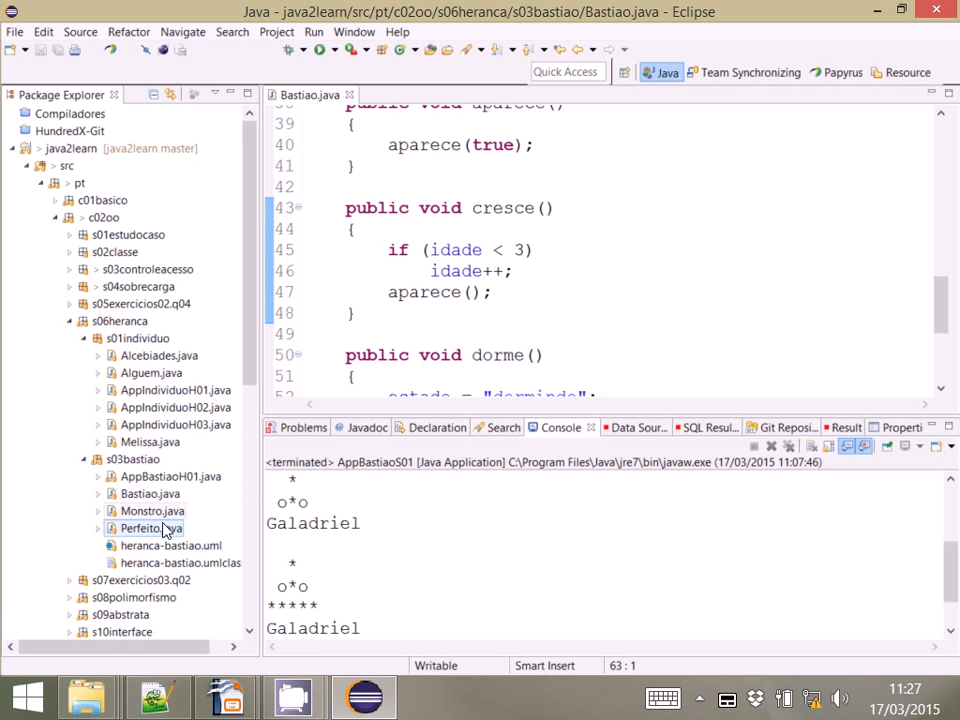 Java - java2learn/src/pt/c02oo/s06heranca/s03bastiao/Bastiao.java - Eclipse
File Edit Source Refactor Navigate Search Project Run Window Help
Quick Access Java Team Synchronizing Papyrus Resource
Package Explorer
Compiladores
HundredX-Git
> java2learn [java2learn master]
> src
> pt
c01basico
> c02oo
s01estudocaso
s02classe
> s03controleacesso
> s04sobrecarga
s05exercicios02.q04
s06heranca
s01individuo
Alcebiades.java
Alguem.java
AppIndividuoH01.java
AppIndividuoH02.java
AppIndividuoH03.java
Melissa.java
s03bastiao
AppBastiaoH01.java
Bastiao.java
Monstro.java
Perfeito.java
heranca-bastiao.uml
heranca-bastiao.umlclas
s07exercicios03.q02
s08polimorfismo
s09abstrata
s10interface
Bastiao.java
38 public void aparece()
39 {
40 aparece(true);
41 }
42
43 public void cresce()
44 {
45 if (idade < 3)
46 idade++;
47 aparece();
48 }
49
50 public void dorme()
51 {
52 estado = "dormindo";
Problems Javadoc Declaration Search Console Data Sour... SQL Resul... Git Reposi... Result Properti
<terminated> AppBastiaoS01 [Java Application] C:\Program Files\Java\jre7\bin\javaw.exe (17/03/2015 11:07:46)
*
o*o
Galadriel
*
o*o
*****
Galadriel
Writable Smart Insert 63 : 1
11:27
17/03/2015